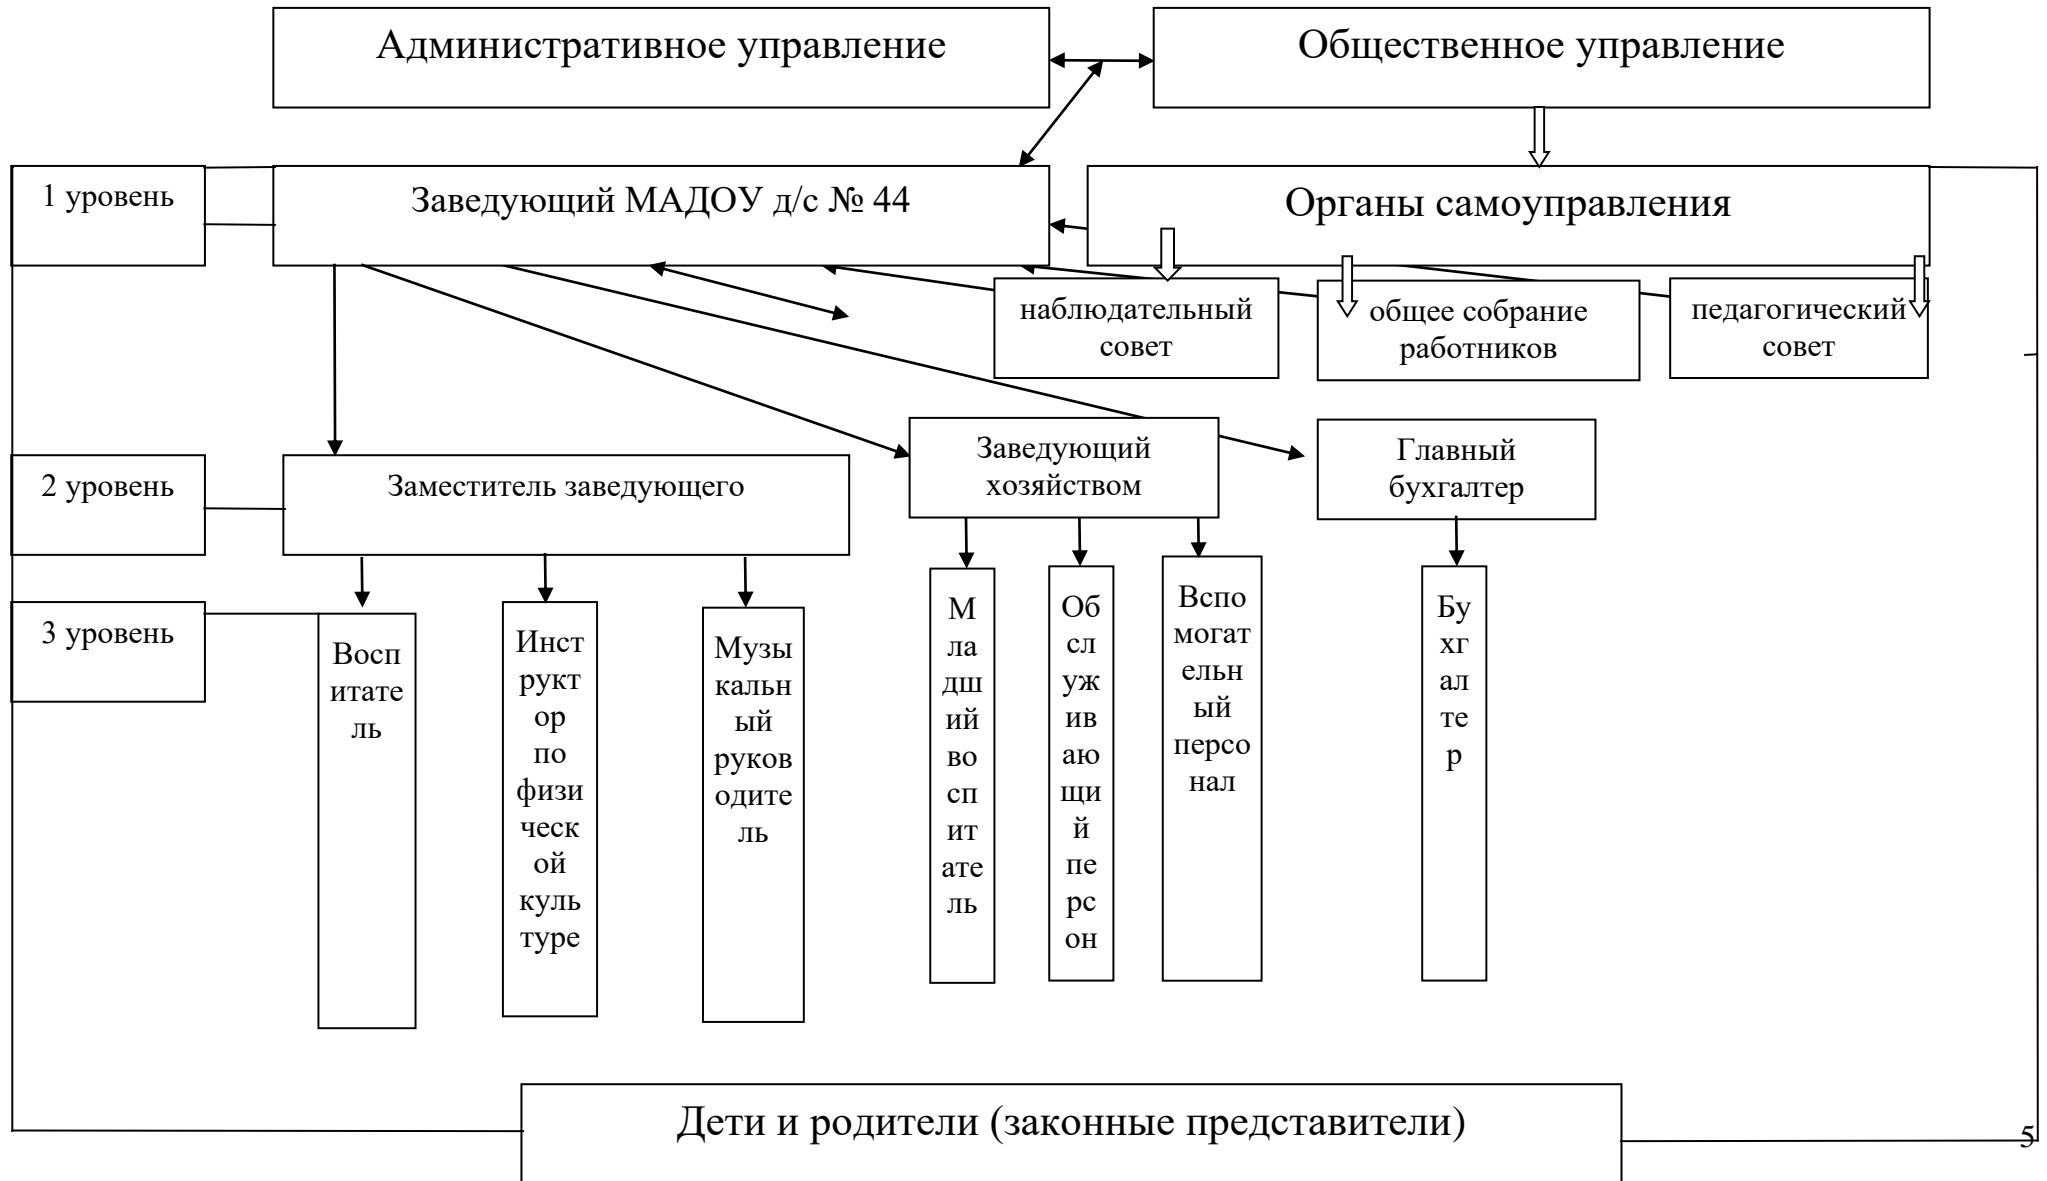 Административное управление
Общественное управление
1 уровень
Заведующий МАДОУ д/с № 44
Органы самоуправления
наблюдательный
совет
общее собрание
работников
педагогический
совет
2 уровень
Заместитель заведующего
Заведующий
хозяйством
Главный
бухгалтер
3 уровень
Восп
итате
ль
Инст
рукт
ор
по
физи
ческ
ой
куль
туре
Музы
кальн
ый
руков
одите
ль
М
ла
дш
ий
во
сп
ит
ате
ль
Об
сл
уж
ив
аю
щи
й
пе
рс
он
Вспо
могат
ельн
ый
персо
нал
Бу
хг
ал
те
р
Дети и родители (законные представители)
5